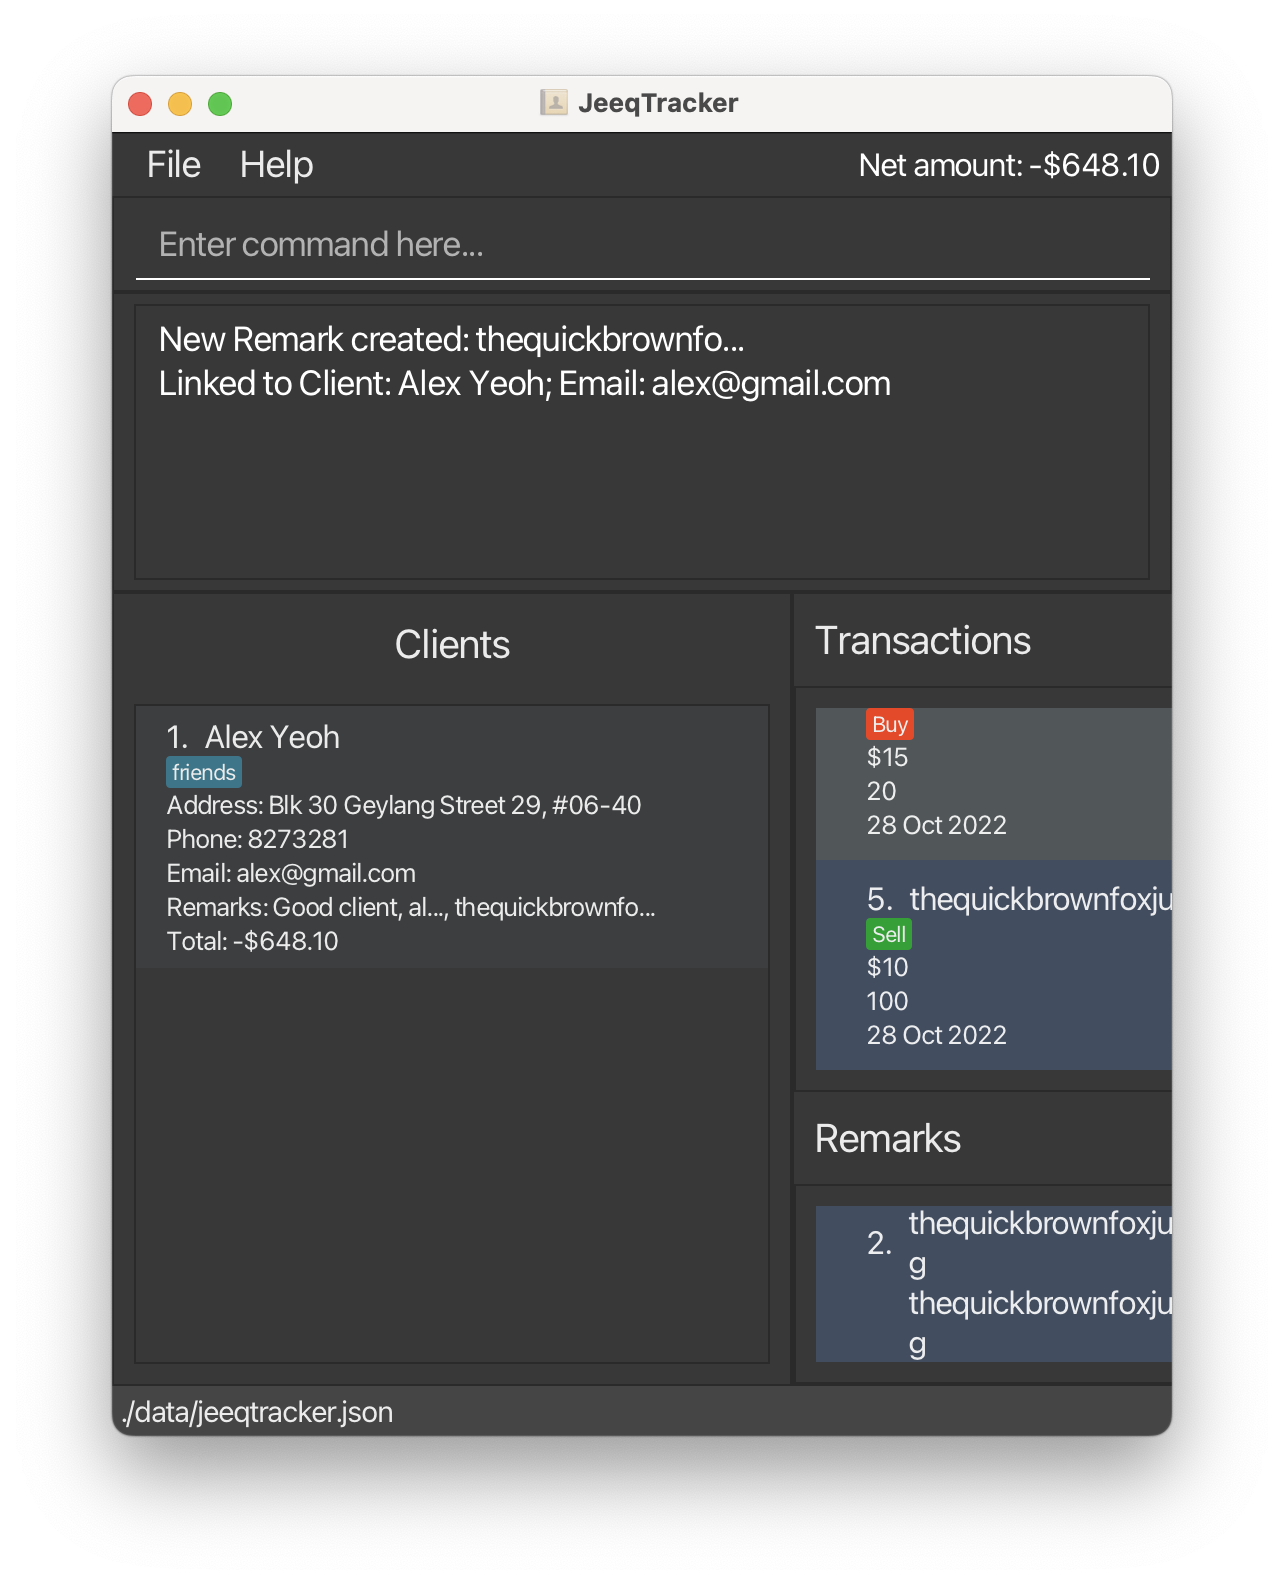 JeeqTracker
File Help
Net amount: -$648.10
Enter command here...
New Remark created: thequickbrownfo...
Linked to Client: Alex Yeoh; Email: alex@gmail.com
Clients
1. Alex Yeoh
friends
Address: Blk 30 Geylang Street 29, #06-40
Phone: 8273281
Email: alex@gmail.com
Remarks: Good client, al..., thequickbrownfo...
Total: -$648.10
Transactions
Buy
$15
20
28 Oct 2022
5. thequickbrownfoxju
Sell
$10
100
28 Oct 2022
Remarks
2. thequickbrownfoxju
g
thequickbrownfoxju
g
./data/jeeqtracker.json